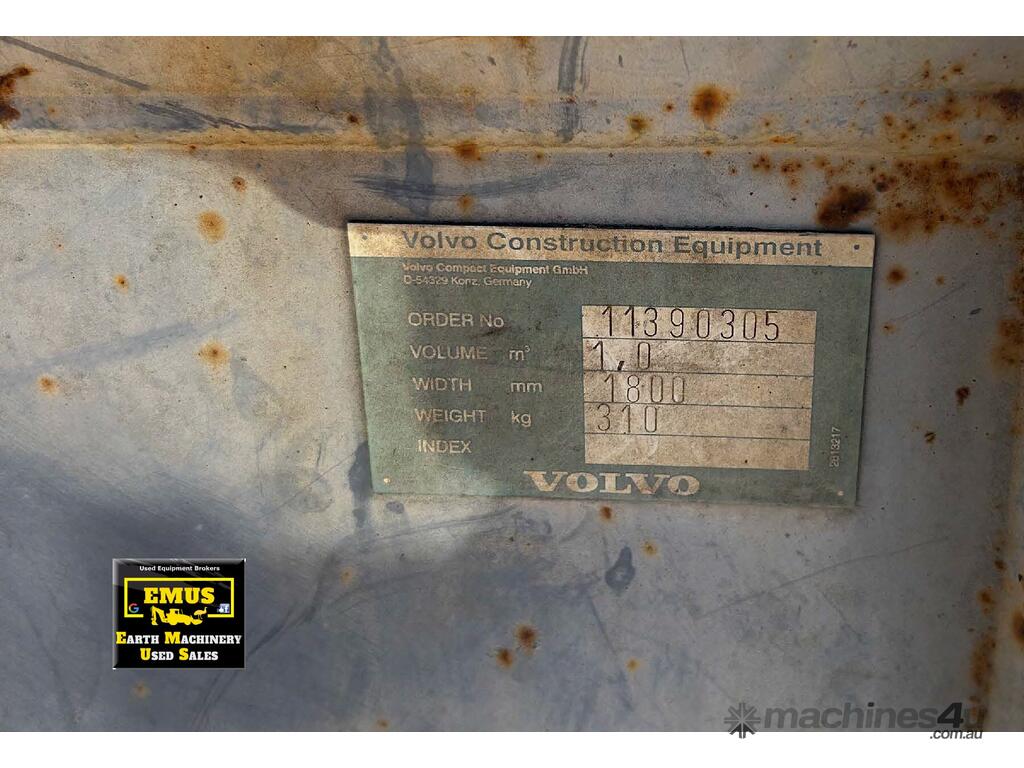 Volvo Construction Equipment
Volvo Compact Equipment GmbH
D-54329 Konz, Germany
ORDER No 11390305
VOLUME m³ 1,0
WIDTH mm 1800
WEIGHT kg 310
INDEX
2813217
VOLVO
Used Equipment Brokers
EMUS
EARTH MACHINERY
USED SALES
machines4u
.com.au